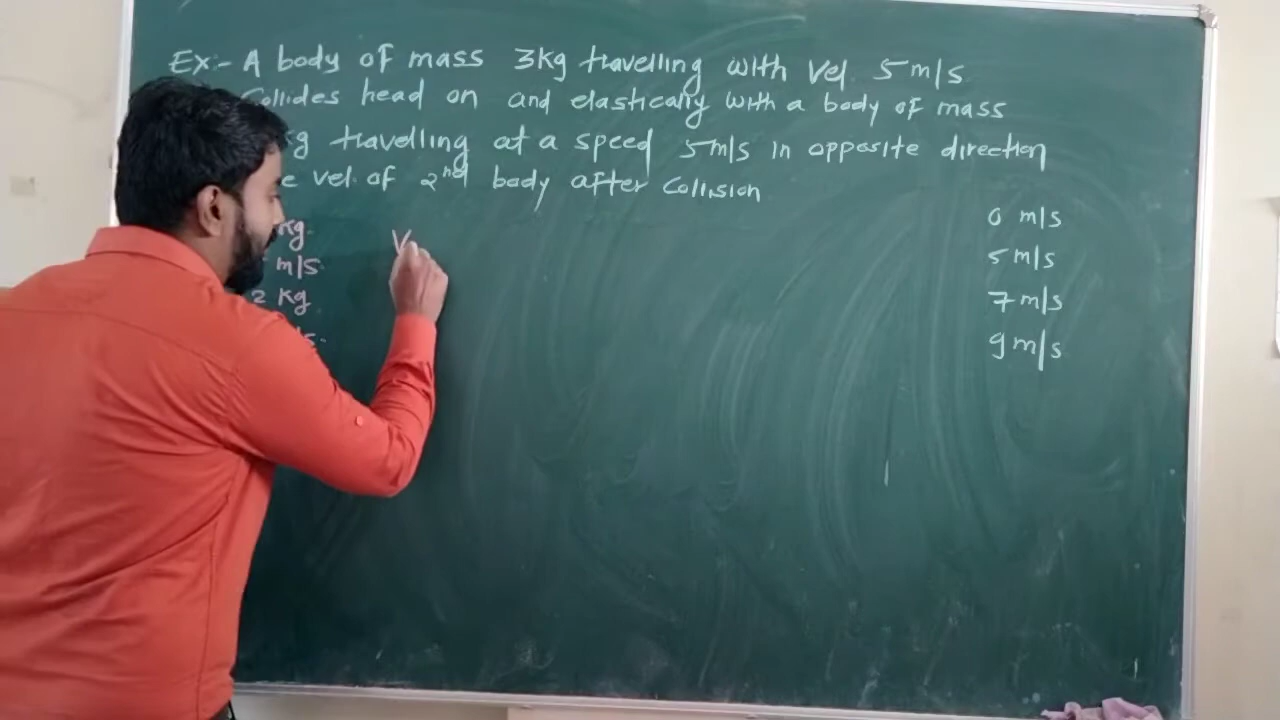 Ex:- A body of mass 3kg travelling with vel. 5 m/s
Collides head on and elastically with a body of mass
kg travelling at a speed 5m/s in opposite direction
vel. of 2nd body after Collision
kg.
m/s
2 kg
V
0 m/s
5 m/s
7 m/s
9 m/s